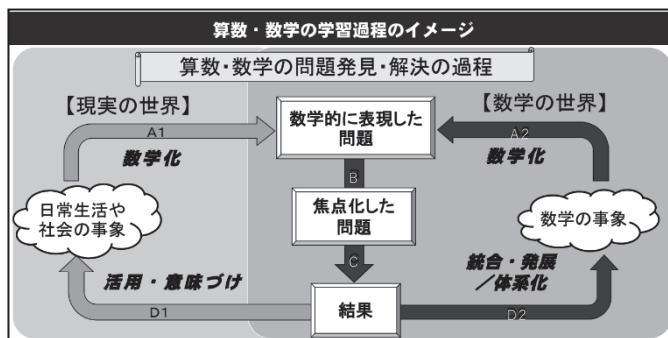 算数・数学の学習過程のイメージ
算数・数学の問題発見・解決の過程
【現実の世界】
【数学の世界】
A1
数学化
数学的に表現した
問題
A2
数学化
B
日常生活や
社会の事象
焦点化した
問題
数学の事象
C
活用・意味づけ
統合・発展
／体系化
D1
結果
D2